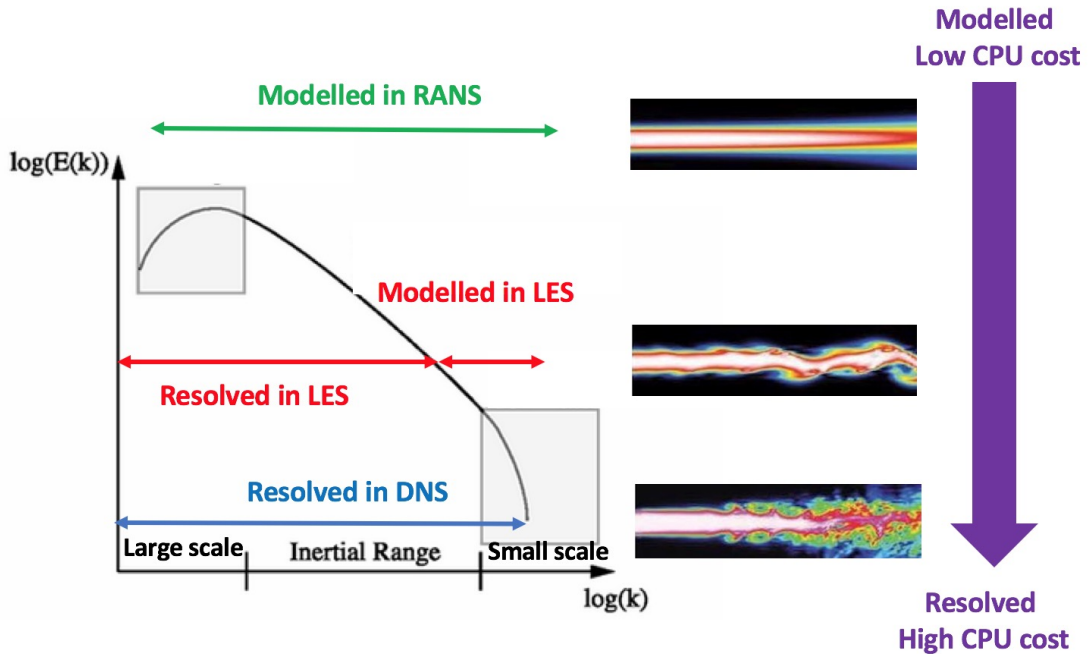 Modelled
Low CPU cost
Modelled in RANS
log(E(k))
Modelled in LES
Resolved in LES
Resolved in DNS
Large scale
Inertial Range
Small scale
log(k)
Resolved
High CPU cost